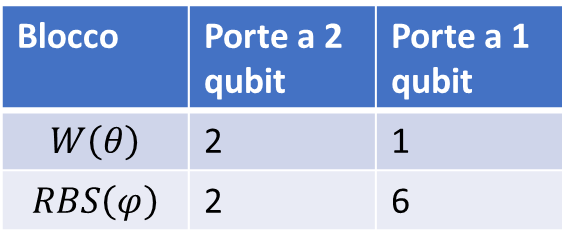 Blocco Porte a 2 qubit Porte a 1 qubit
W(θ) 2 1
RBS(φ) 2 6